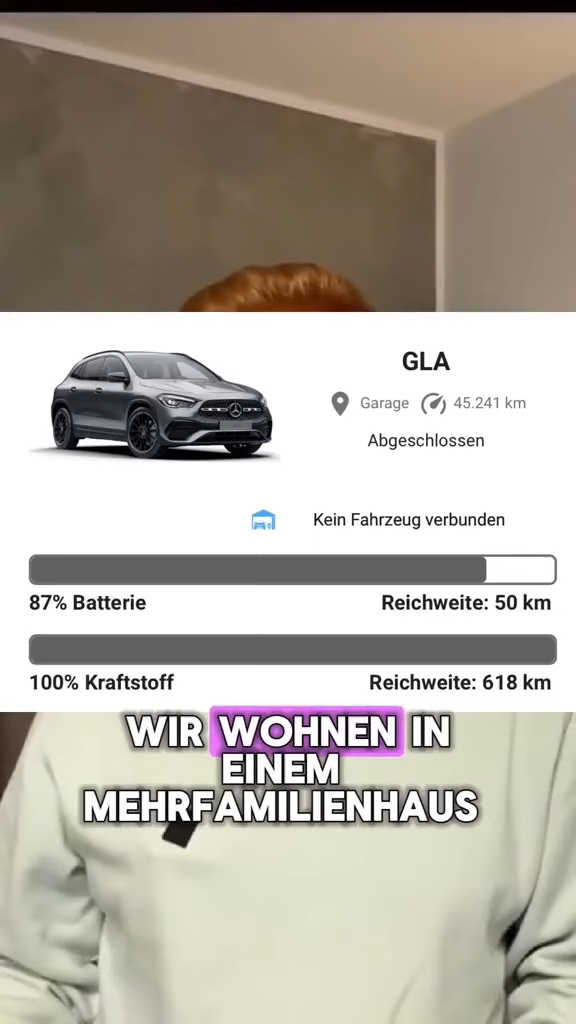 GLA
Garage 45.241 km
Abgeschlossen
Kein Fahrzeug verbunden
87% Batterie Reichweite: 50 km
100% Kraftstoff Reichweite: 618 km
WIR WOHNEN IN
EINEM
MEHRFAMILIENHAUS